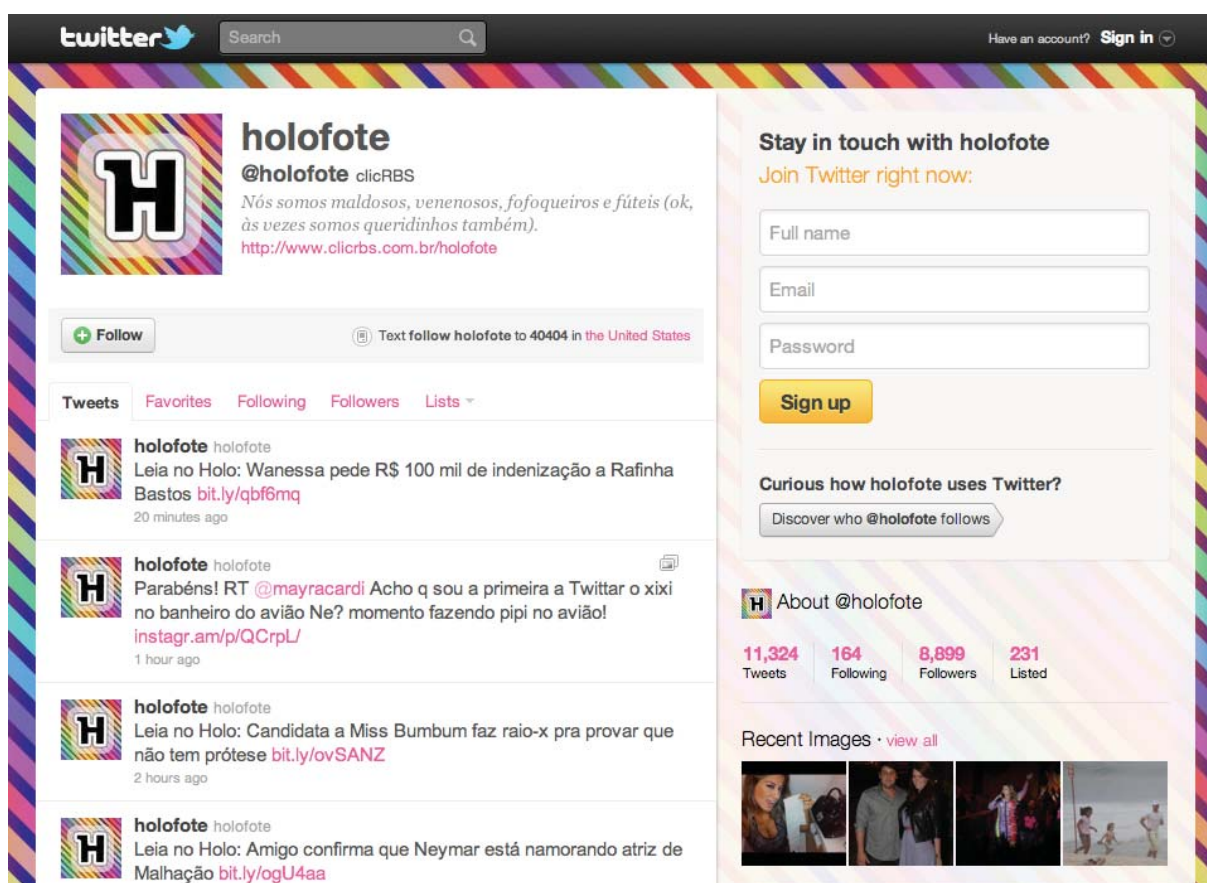 twitter
Search
Have an account? Sign in
H
holofote
@holofote clicRBS
Nós somos maldosos, venenosos, fofoqueiros e fúteis (ok,
às vezes somos queridinhos também).
http://www.clicrbs.com.br/holofote
Follow
Text follow holofote to 40404 in the United States
Tweets Favorites Following Followers Lists
H
holofote holofote
Leia no Holo: Wanessa pede R$ 100 mil de indenização a Rafinha
Bastos bit.ly/qbf6mq
20 minutes ago
H
holofote holofote
Parabéns! RT @mayracardi Acho q sou a primeira a Twittar o xixi
no banheiro do avião Ne? momento fazendo pipi no avião!
instagr.am/p/QCrpL/
1 hour ago
H
holofote holofote
Leia no Holo: Candidata a Miss Bumbum faz raio-x pra provar que
não tem prótese bit.ly/ovSANZ
2 hours ago
H
holofote holofote
Leia no Holo: Amigo confirma que Neymar está namorando atriz de
Malhação bit.ly/ogU4aa
Stay in touch with holofote
Join Twitter right now:
Full name
Email
Password
Sign up
Curious how holofote uses Twitter?
Discover who @holofote follows
H
About @holofote
11,324 164 8,899 231
Tweets Following Followers Listed
Recent Images · view all